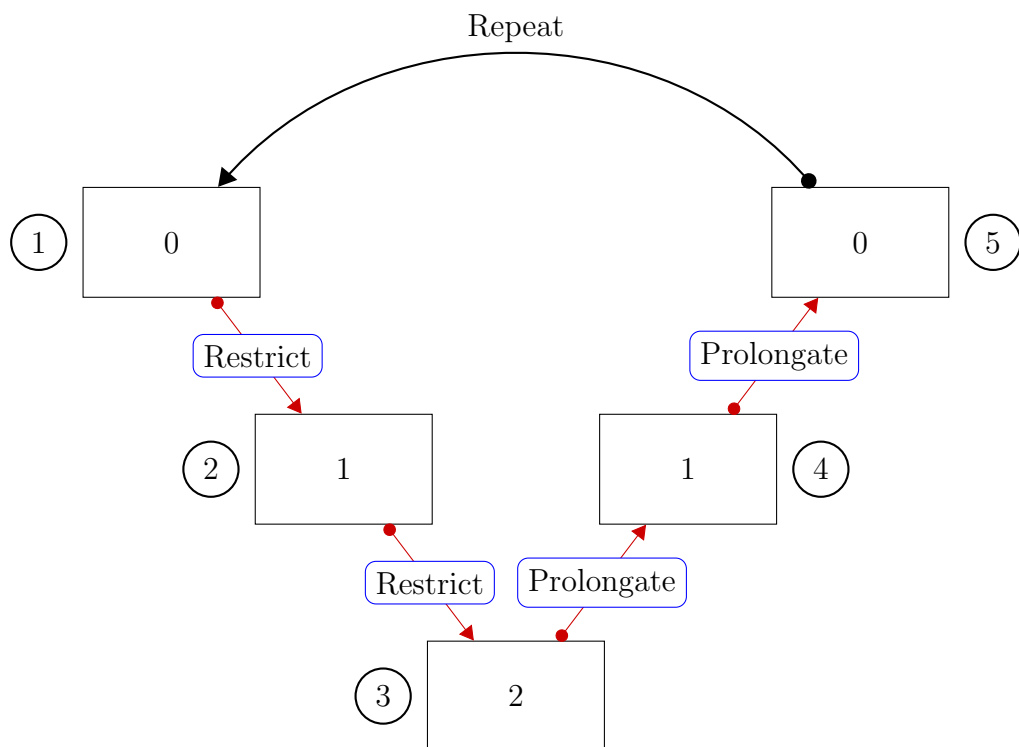 Repeat
1 0 0 5
Restrict Prolongate
2 1 1 4
Restrict Prolongate
3 2